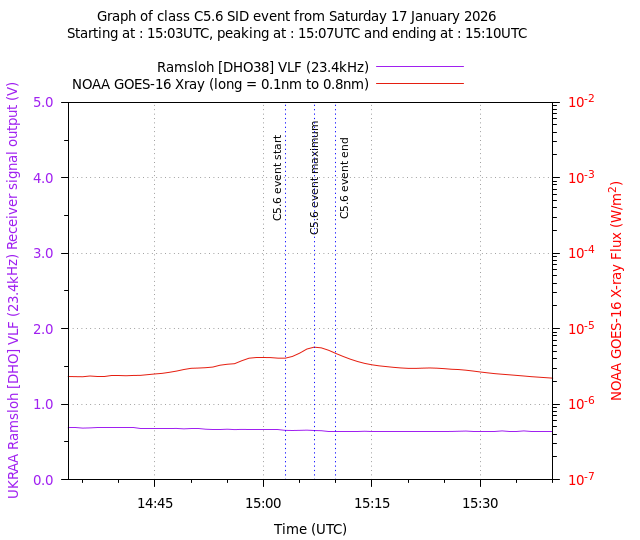 Graph of class C5.6 SID event from Saturday 17 January 2026
Starting at : 15:03UTC, peaking at : 15:07UTC and ending at : 15:10UTC
Ramsloh [DHO38] VLF (23.4kHz)
NOAA GOES-16 Xray (long = 0.1nm to 0.8nm)
UKRAA Ramsloh [DHO] VLF (23.4kHz) Receiver signal output (V)
5.0
4.0
3.0
2.0
1.0
0.0
C5.6 event start
C5.6 event maximum
C5.6 event end
10-2
10-3
10-4
10-5
10-6
10-7
NOAA GOES-16 X-ray Flux (W/m2)
14:45 15:00 15:15 15:30
Time (UTC)